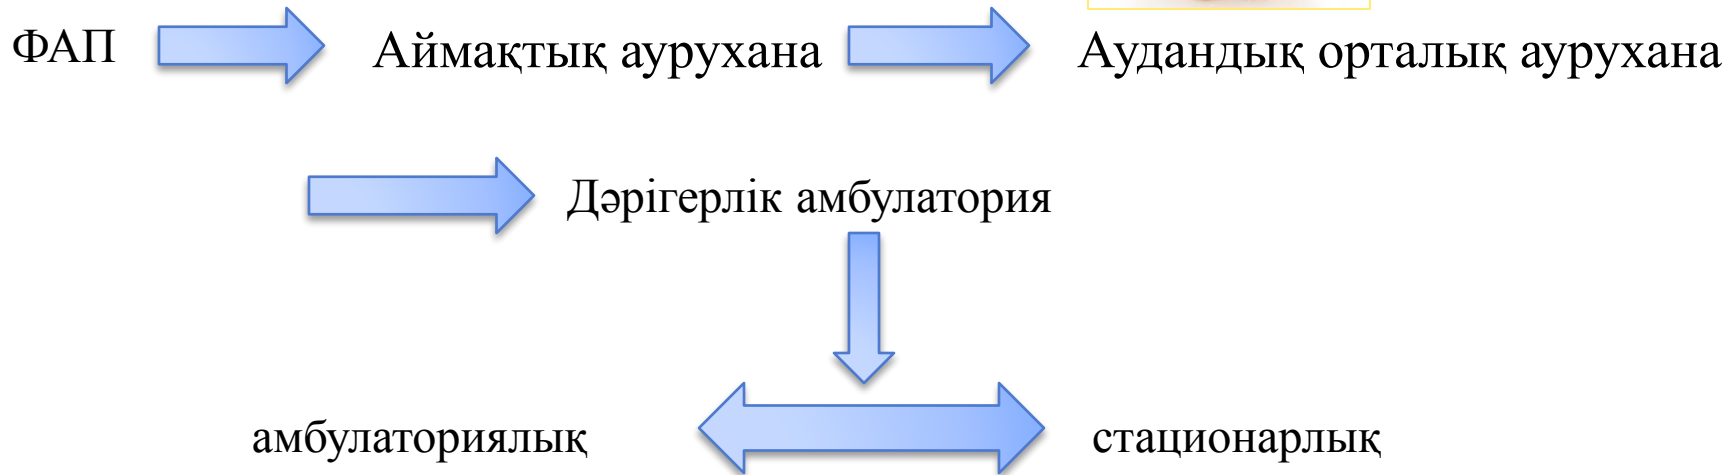 ФАП
Аймақтық аурухана
Аудандық орталық аурухана
Дәрігерлік амбулатория
амбулаториялық
стационарлық